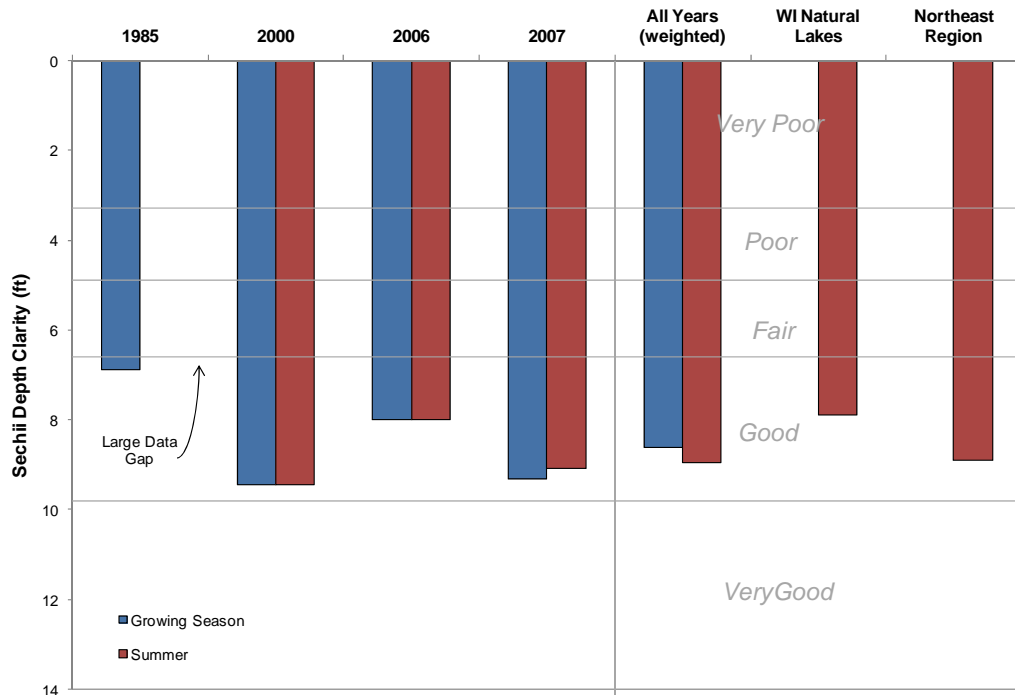 1985
2000
2006
2007
All Years
(weighted)
WI Natural
Lakes
Northeast
Region
0
2
4
6
8
10
12
14
Sechii Depth Clarity (ft)
Very Poor
Poor
Fair
Good
VeryGood
Large Data
Gap
Growing Season
Summer